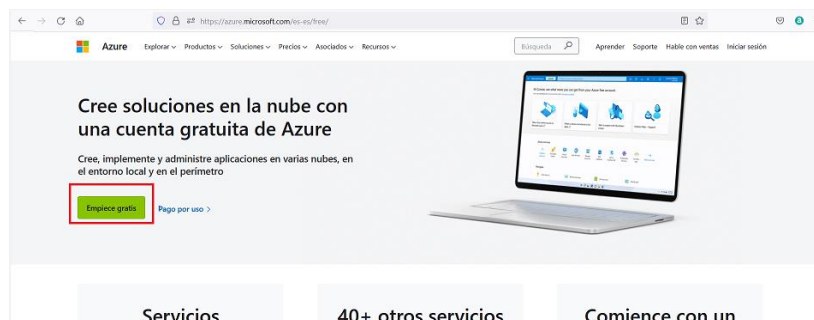 https://azure.microsoft.com/es-es/free/
Azure Explorar Productos Soluciones Precios Asociados Recursos Búsqueda Aprender Soporte Hable con ventas Iniciar sesión
Cree soluciones en la nube con
una cuenta gratuita de Azure
Cree, implemente y administre aplicaciones en varias nubes, en
el entorno local y en el perímetro
Empiece gratis Pago por uso >
Servicios 40+ otros servicios Comience con un